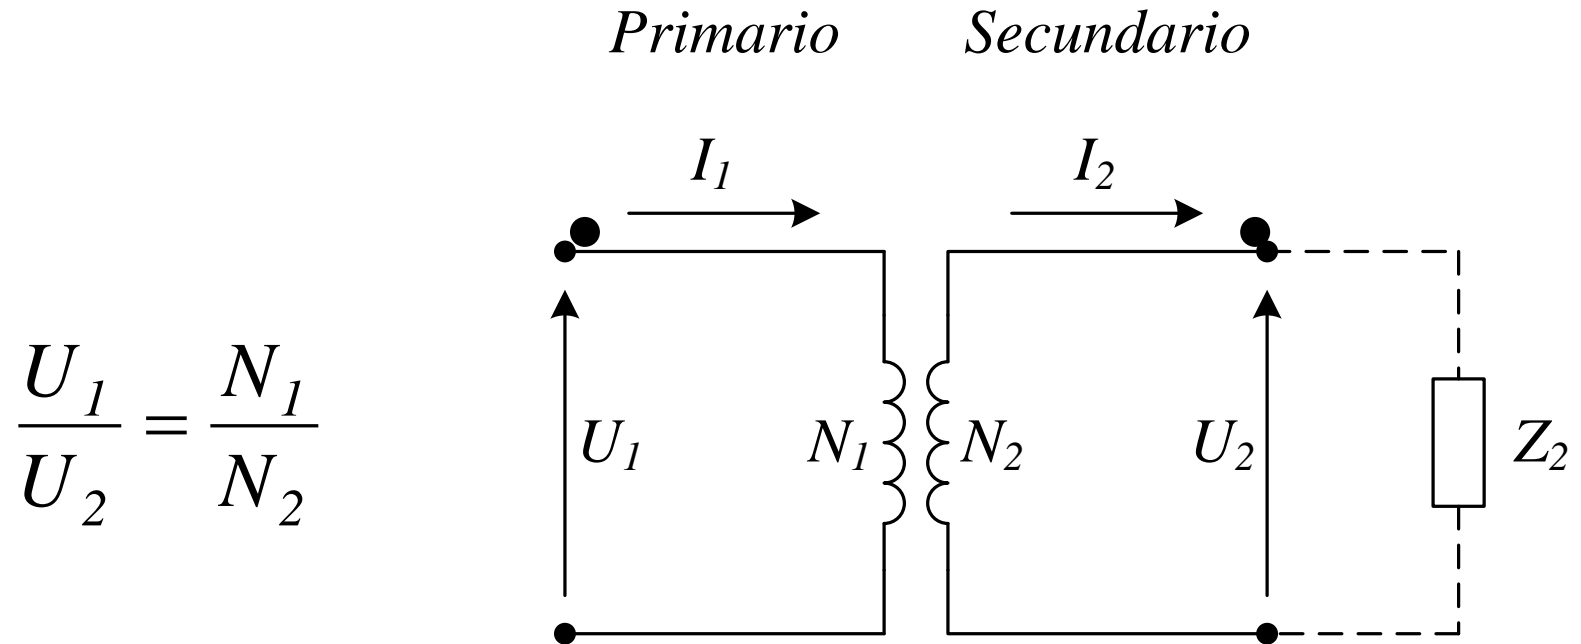 Primario Secundario
I1 I2
U1 / U2 = N1 / N2
U1 N1 N2 U2 Z2